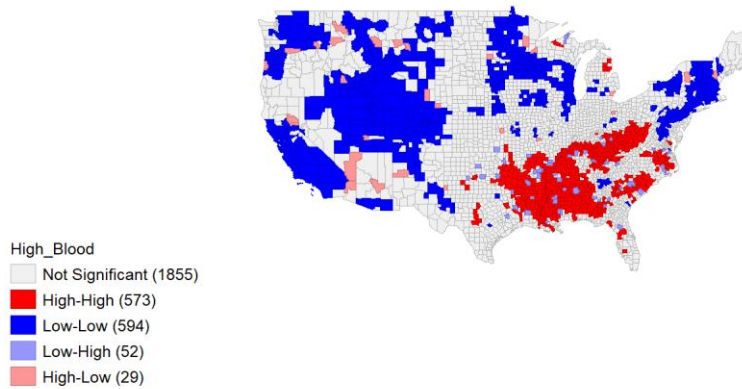 High_Blood
Not Significant (1855)
High-High (573)
Low-Low (594)
Low-High (52)
High-Low (29)